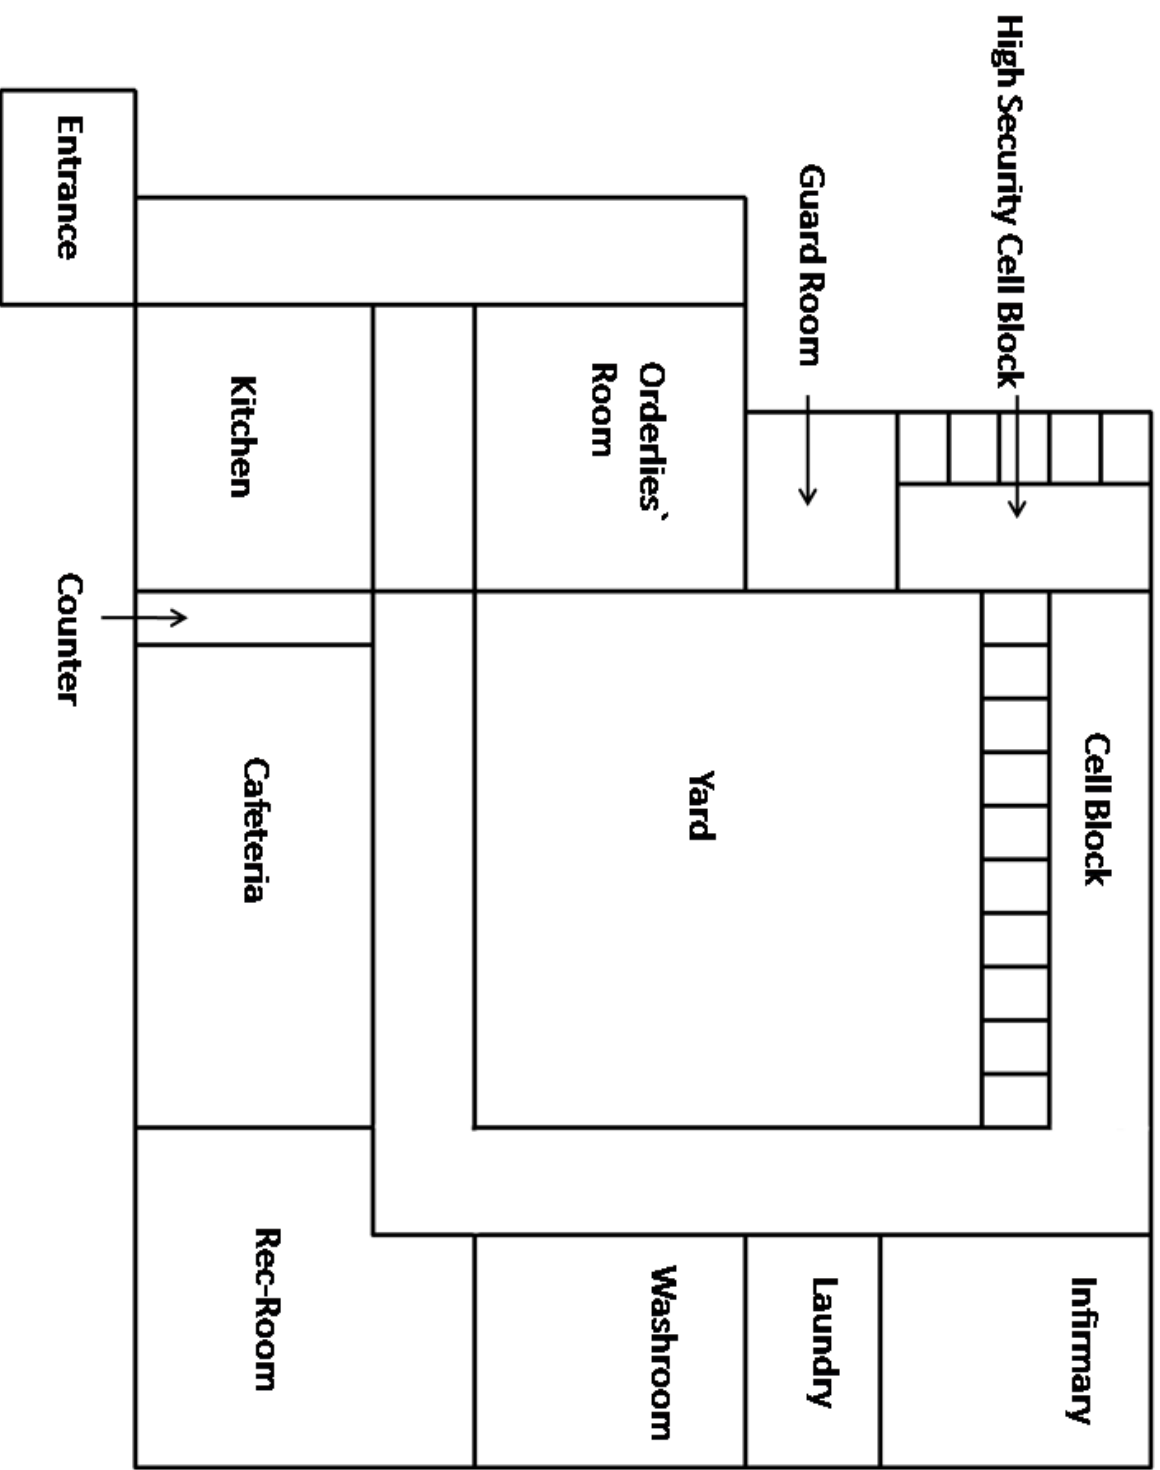 High Security Cell Block
Guard Room
Entrance
Orderlies`
Room
Kitchen
Counter
Cell Block
Yard
Cafeteria
Infirmary
Laundry
Washroom
Rec-Room